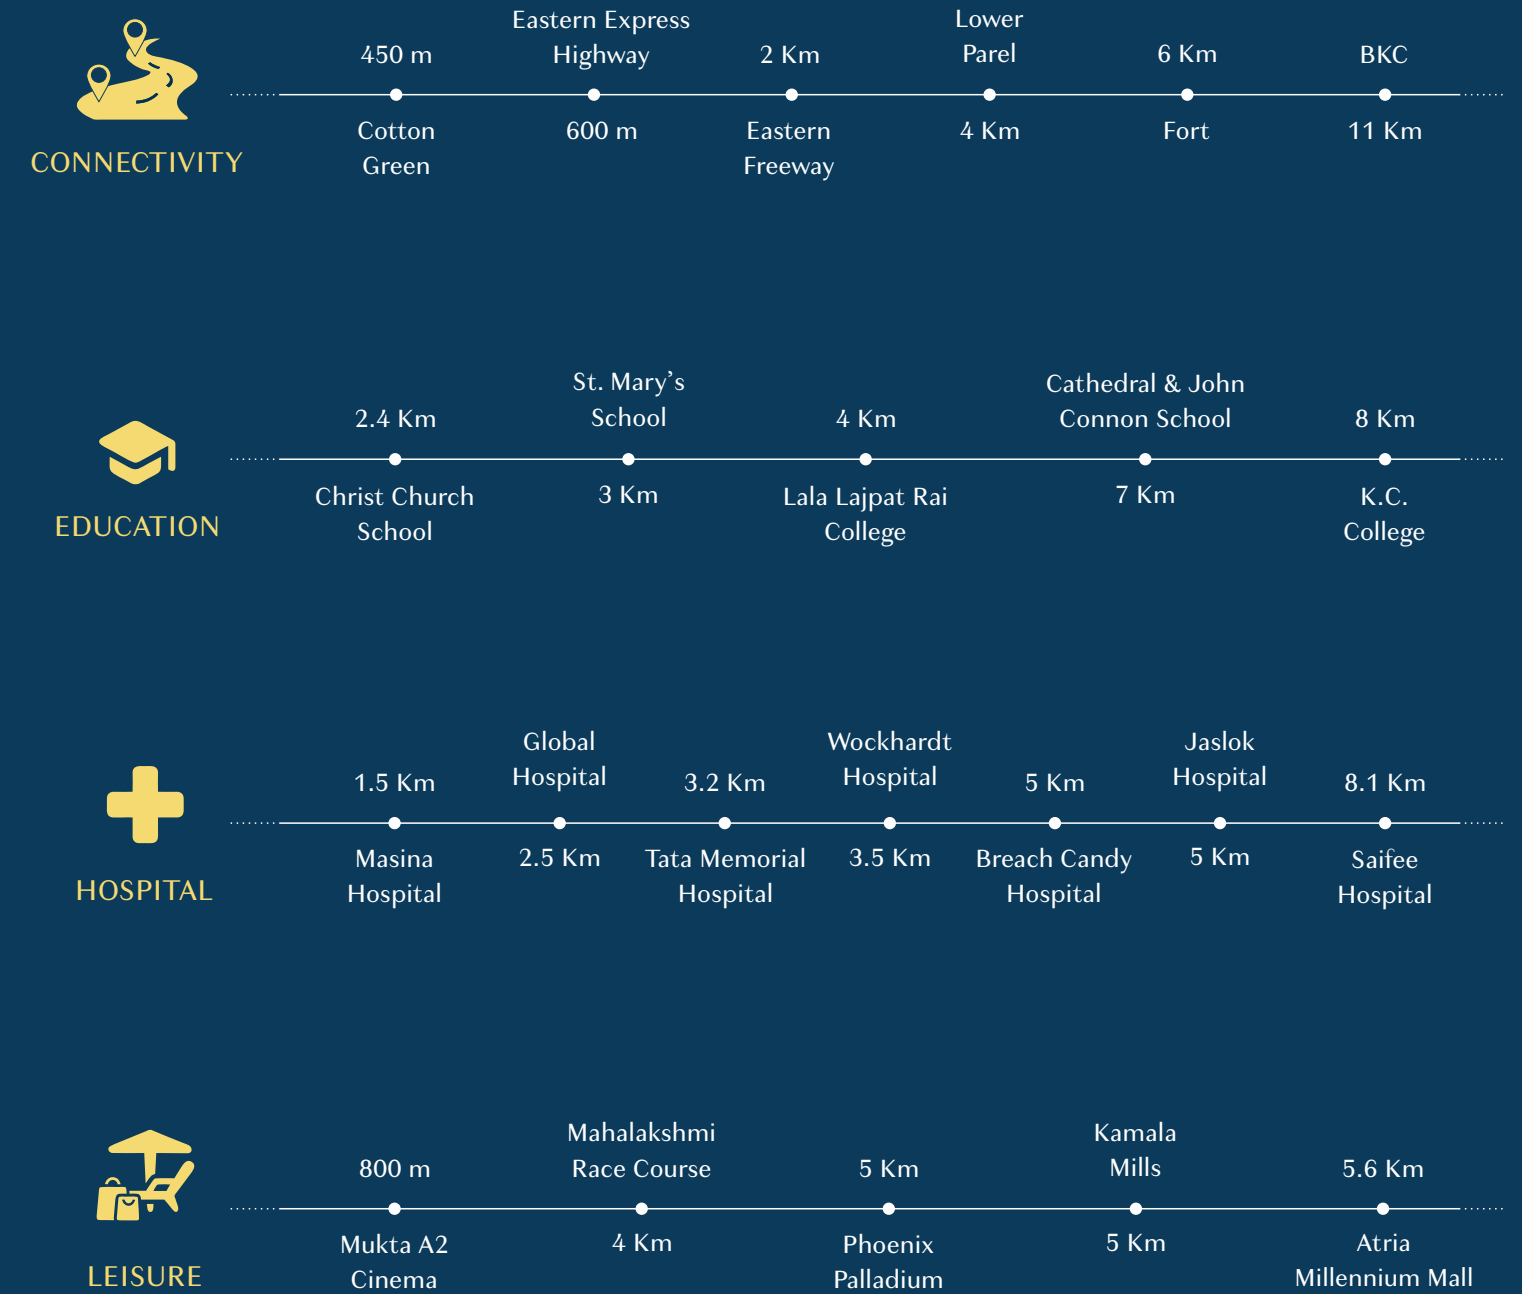 CONNECTIVITY
450 m
Cotton
Green
Eastern Express
Highway
600 m
2 Km
Eastern
Freeway
Lower
Parel
4 Km
6 Km
Fort
BKC
11 Km
EDUCATION
2.4 Km
Christ Church
School
St. Mary’s
School
3 Km
4 Km
Lala Lajpat Rai
College
Cathedral & John
Connon School
7 Km
8 Km
K.C.
College
HOSPITAL
1.5 Km
Masina
Hospital
Global
Hospital
2.5 Km
3.2 Km
Tata Memorial
Hospital
Wockhardt
Hospital
3.5 Km
5 Km
Breach Candy
Hospital
Jaslok
Hospital
5 Km
8.1 Km
Saifee
Hospital
LEISURE
800 m
Mukta A2
Cinema
Mahalakshmi
Race Course
4 Km
5 Km
Phoenix
Palladium
Kamala
Mills
5 Km
5.6 Km
Atria
Millennium Mall